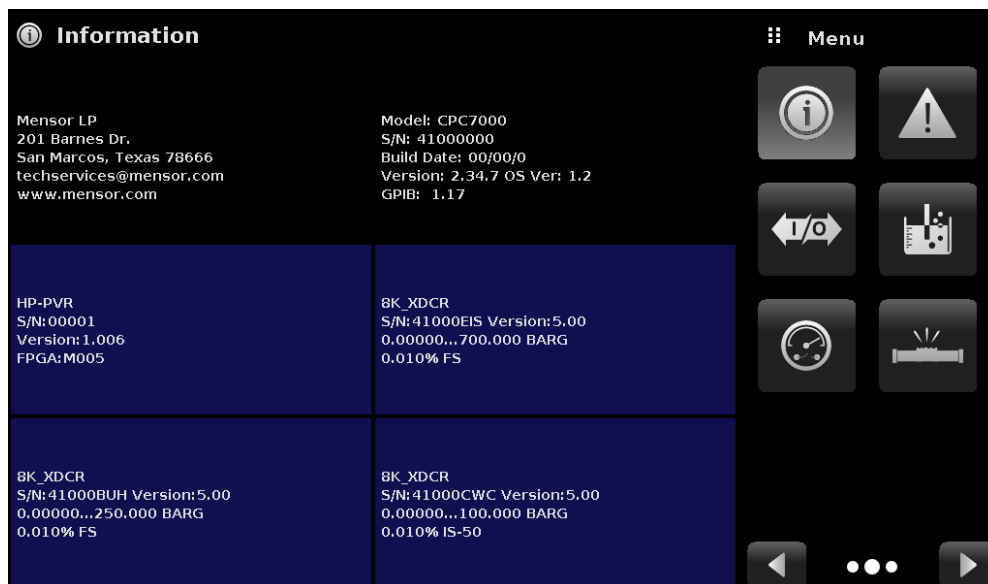 Information
Menu
Mensor LP
201 Barnes Dr.
San Marcos, Texas 78666
techservices@mensor.com
www.mensor.com
Model: CPC7000
S/N: 41000000
Build Date: 00/00/0
Version: 2.34.7 OS Ver: 1.2
GPIB: 1.17
I/O
HP-PVR
S/N:00001
Version:1.006
FPGA:M005
8K_XDCR
S/N:41000EIS Version:5.00
0.00000...700.000 BARG
0.010% FS
8K_XDCR
S/N:41000BUH Version:5.00
0.00000...250.000 BARG
0.010% FS
8K_XDCR
S/N:41000CWC Version:5.00
0.00000...100.000 BARG
0.010% IS-50